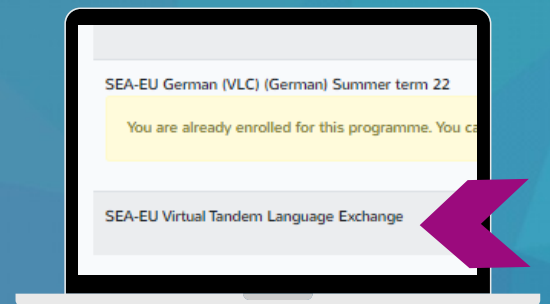 SEA-EU German (VLC) (German) Summer term 22
You are already enrolled for this programme. You ca
SEA-EU Virtual Tandem Language Exchange